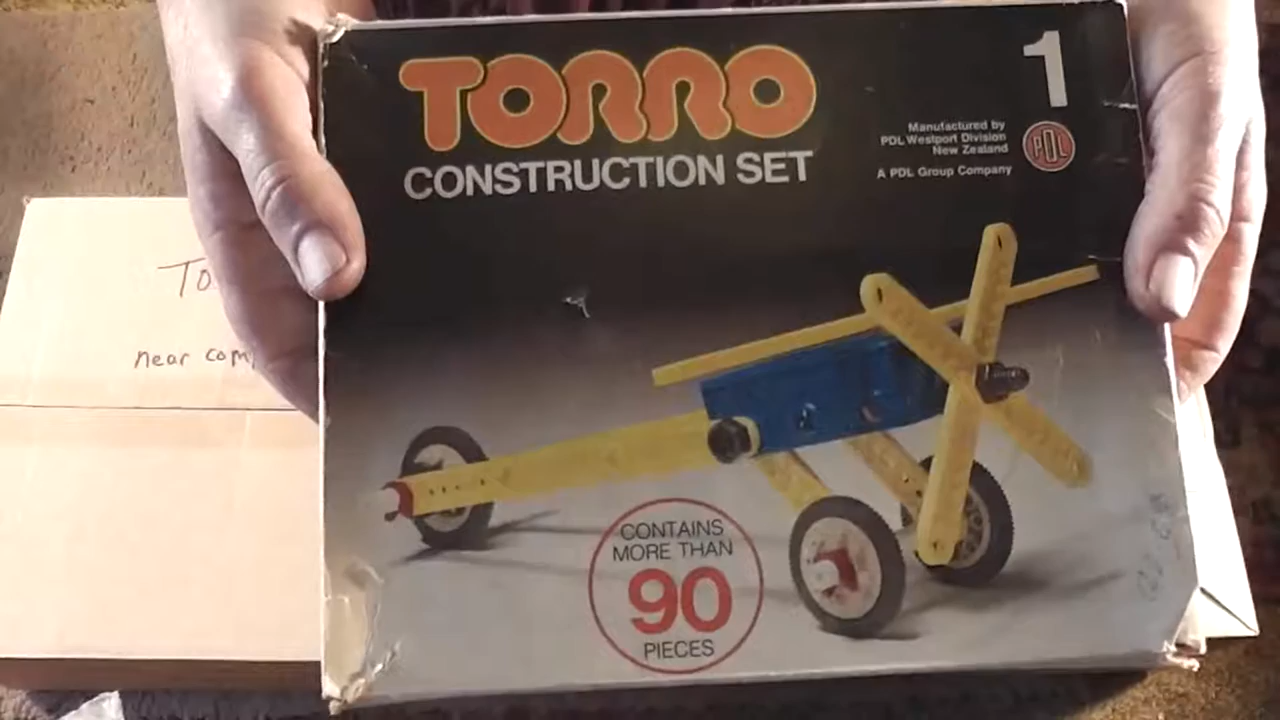 TORRO
CONSTRUCTION SET
1
Manufactured by
PDL Westport Division
New Zealand
A PDL Group Company
PDL
CONTAINS
MORE THAN
90
PIECES
To
near com